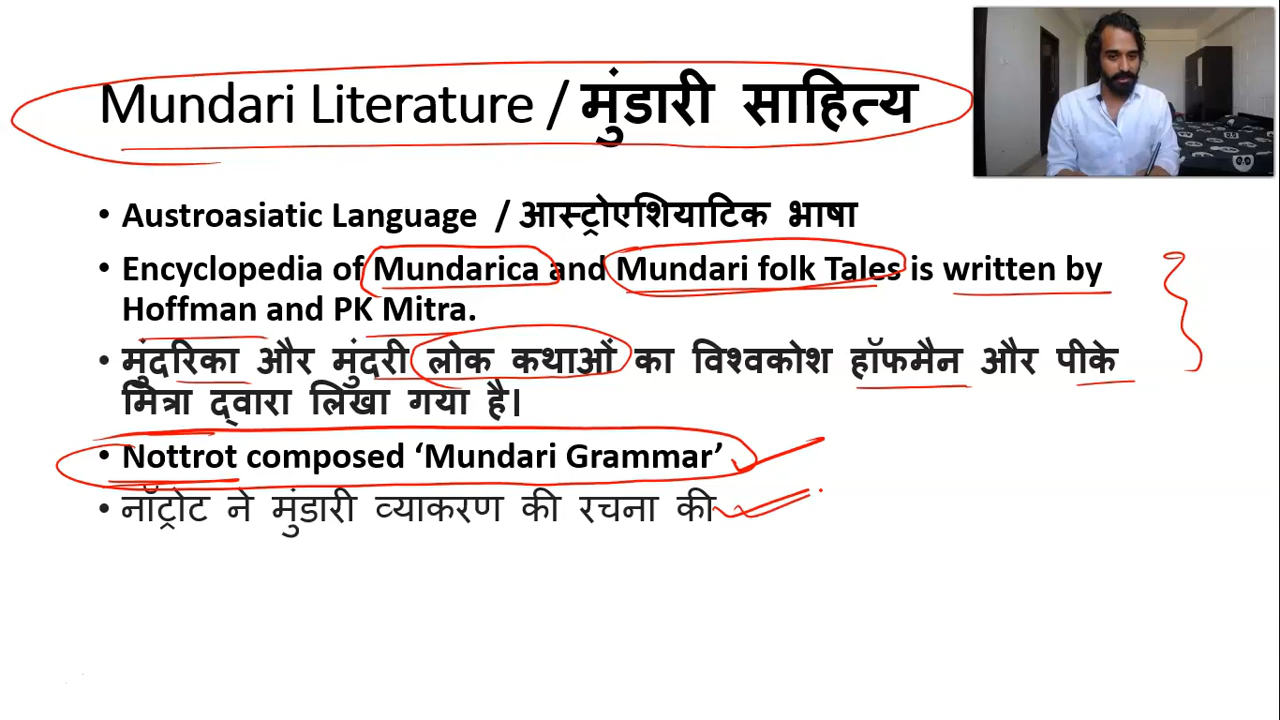 Mundari Literature / मुंडारी साहित्य
• Austroasiatic Language / आस्ट्रोएशियाटिक भाषा
• Encyclopedia of Mundarica and Mundari folk Tales is written by
Hoffman and PK Mitra.
• मुंदरिका और मुंदरी लोक कथाओं का विश्वकोश हॉफमैन और पीके
मित्रा द्वारा लिखा गया है।
• Nottrot composed ‘Mundari Grammar’
• नॉट्रोट ने मुंडारी व्याकरण की रचना की